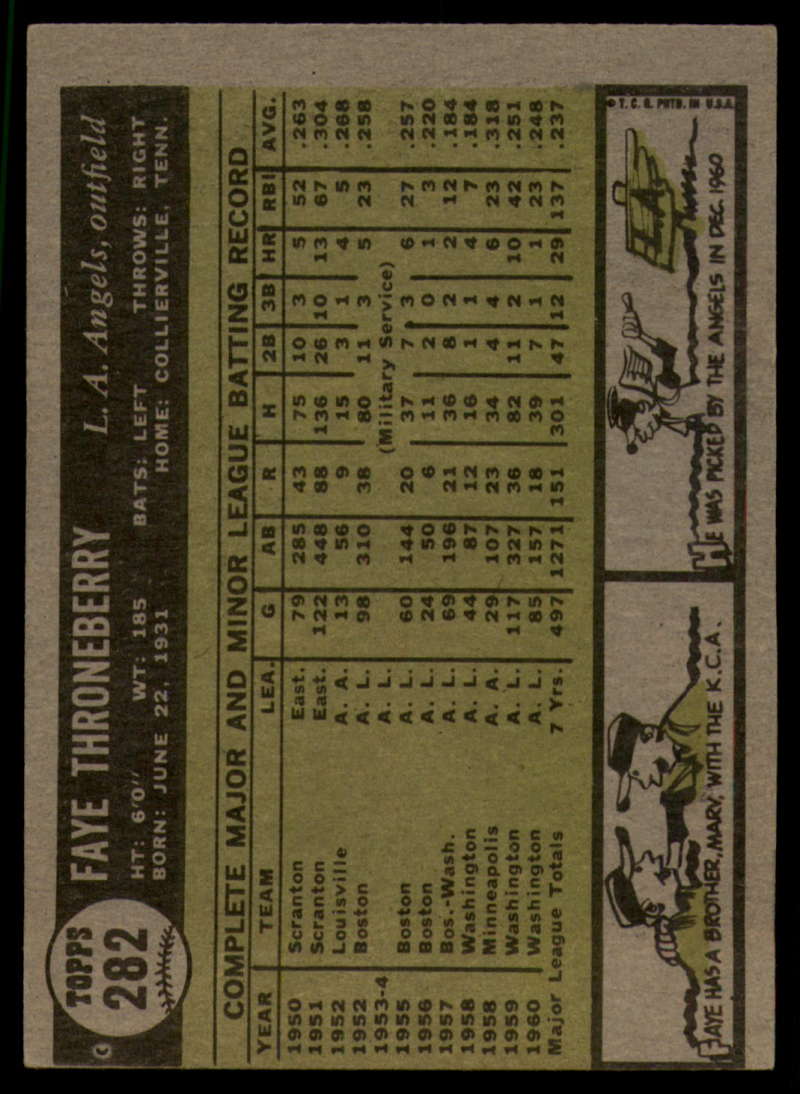 C
TOPPS
282
FAYE THRONEBERRY L. A. Angels, outfield
HT: 6'0" WT: 185 BATS: LEFT THROWS: RIGHT
BORN: JUNE 22, 1931 HOME: COLLIERVILLE, TENN.
COMPLETE MAJOR AND MINOR LEAGUE BATTING RECORD
YEAR TEAM LEA. G AB R H 2B 3B HR RBI AVG.
1950 Scranton East. 79 285 43 75 10 3 5 52 .263
1951 Scranton East. 122 448 88 136 26 10 13 67 .304
1952 Louisville A. A. 13 56 9 15 3 1 4 5 .268
1952 Boston A. L. 98 310 38 80 11 3 5 23 .258
1953-4 A. L. (Military Service)
1955 Boston A. L. 60 144 20 37 7 3 6 27 .257
1956 Boston A. L. 24 50 6 11 2 0 1 3 .220
1957 Bos.-Wash. A. L. 69 196 21 36 8 2 2 12 .184
1958 Washington A. L. 44 87 12 16 1 1 4 7 .184
1958 Minneapolis A. A. 29 107 23 34 4 4 6 23 .318
1959 Washington A. L. 117 327 36 82 11 2 10 42 .251
1960 Washington A. L. 85 157 18 39 7 1 1 23 .248
Major League Totals 7 Yrs. 497 1271 151 301 47 12 29 137 .237
FAYE HAS A BROTHER, MARV, WITH THE K.C.A.
© T. C. G. PRTD. IN U.S.A.
L.A.
HE WAS PICKED BY THE ANGELS IN DEC. 1960